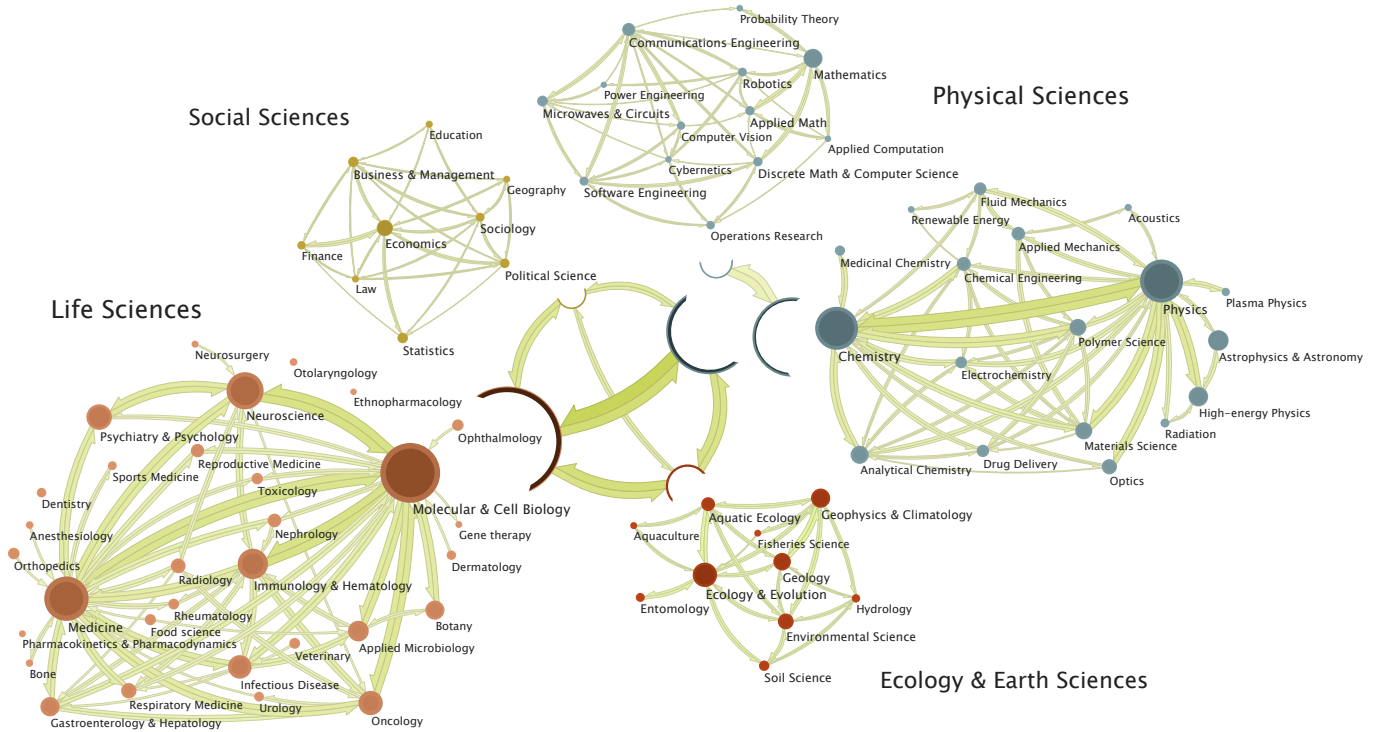 Probability Theory
Communications Engineering
Mathematics
Robotics
Power Engineering
Microwaves & Circuits
Applied Math
Computer Vision
Applied Computation
Cybernetics
Discrete Math & Computer Science
Software Engineering
Operations Research
Social Sciences
Education
Business & Management
Geography
Sociology
Economics
Finance
Political Science
Law
Statistics
Physical Sciences
Fluid Mechanics
Renewable Energy
Acoustics
Applied Mechanics
Medicinal Chemistry
Chemical Engineering
Plasma Physics
Physics
Polymer Science
Chemistry
Astrophysics & Astronomy
Electrochemistry
High-energy Physics
Radiation
Materials Science
Drug Delivery
Analytical Chemistry
Optics
Life Sciences
Neurosurgery
Otolaryngology
Ethnopharmacology
Neuroscience
Psychiatry & Psychology
Ophthalmology
Reproductive Medicine
Sports Medicine
Toxicology
Dentistry
Molecular & Cell Biology
Anesthesiology
Nephrology
Gene therapy
Orthopedics
Radiology
Immunology & Hematology
Dermatology
Rheumatology
Medicine
Food science
Botany
Pharmacokinetics & Pharmacodynamics
Applied Microbiology
Veterinary
Bone
Infectious Disease
Respiratory Medicine
Urology
Gastroenterology & Hepatology
Oncology
Aquatic Ecology
Geophysics & Climatology
Aquaculture
Fisheries Science
Geology
Ecology & Evolution
Entomology
Hydrology
Environmental Science
Soil Science
Ecology & Earth Sciences